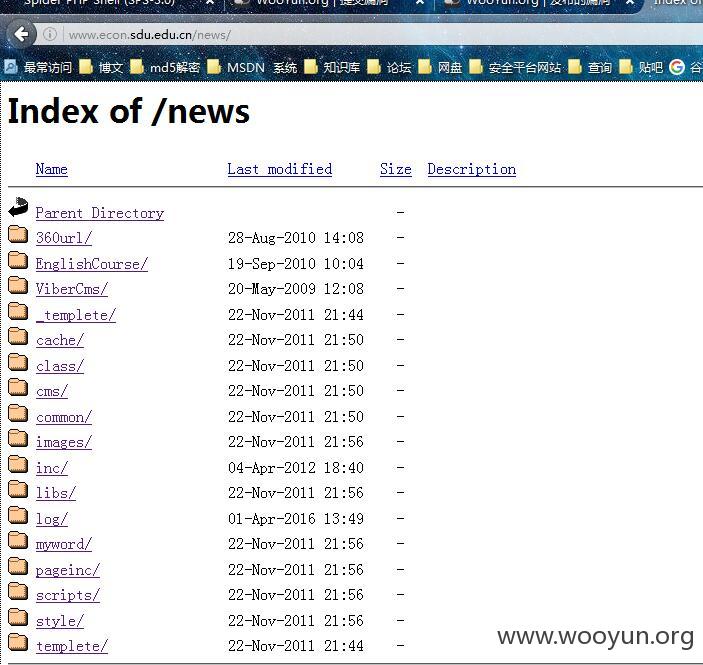 Spider PHP Shell (SPS-3.0) × WooYun.org | 提交漏洞 × WooYun.org | 发布的漏洞 × Index of
www.econ.sdu.edu.cn/news/
最常访问 博文 md5解密 MSDN 系统 知识库 论坛 网盘 安全平台网站 查询 贴吧 谷
Index of /news
Name Last modified Size Description
Parent Directory -
360url/ 28-Aug-2010 14:08 -
EnglishCourse/ 19-Sep-2010 10:04 -
ViberCms/ 20-May-2009 12:08 -
_templete/ 22-Nov-2011 21:44 -
cache/ 22-Nov-2011 21:50 -
class/ 22-Nov-2011 21:50 -
cms/ 22-Nov-2011 21:50 -
common/ 22-Nov-2011 21:50 -
images/ 22-Nov-2011 21:56 -
inc/ 04-Apr-2012 18:40 -
libs/ 22-Nov-2011 21:56 -
log/ 01-Apr-2016 13:49 -
myword/ 22-Nov-2011 21:56 -
pageinc/ 22-Nov-2011 21:56 -
scripts/ 22-Nov-2011 21:56 -
style/ 22-Nov-2011 21:56 -
templete/ 22-Nov-2011 21:44 -
www.wooyun.org